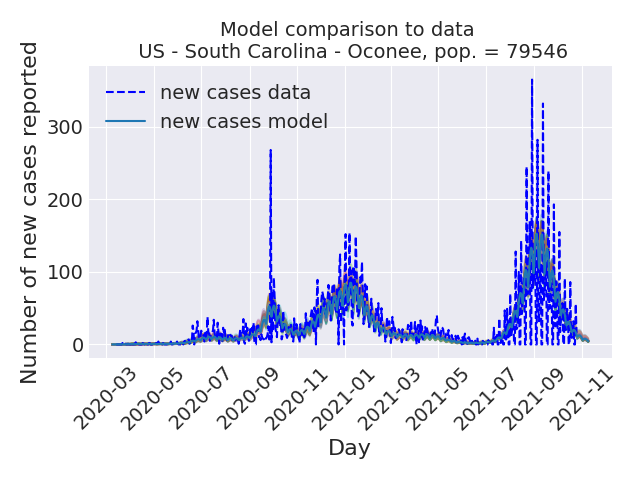 Model comparison to data
US - South Carolina - Oconee, pop. = 79546
Number of new cases reported
new cases data
new cases model
300
200
100
0
2020-03
2020-05
2020-07
2020-09
2020-11
2021-01
2021-03
2021-05
2021-07
2021-09
2021-11
Day